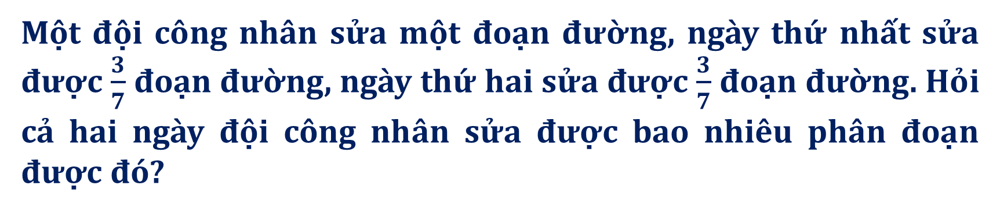 Một đội công nhân sửa một đoạn đường, ngày thứ nhất sửa
được 3/7 đoạn đường, ngày thứ hai sửa được 3/7 đoạn đường. Hỏi
cả hai ngày đội công nhân sửa được bao nhiêu phân đoạn
được đó?